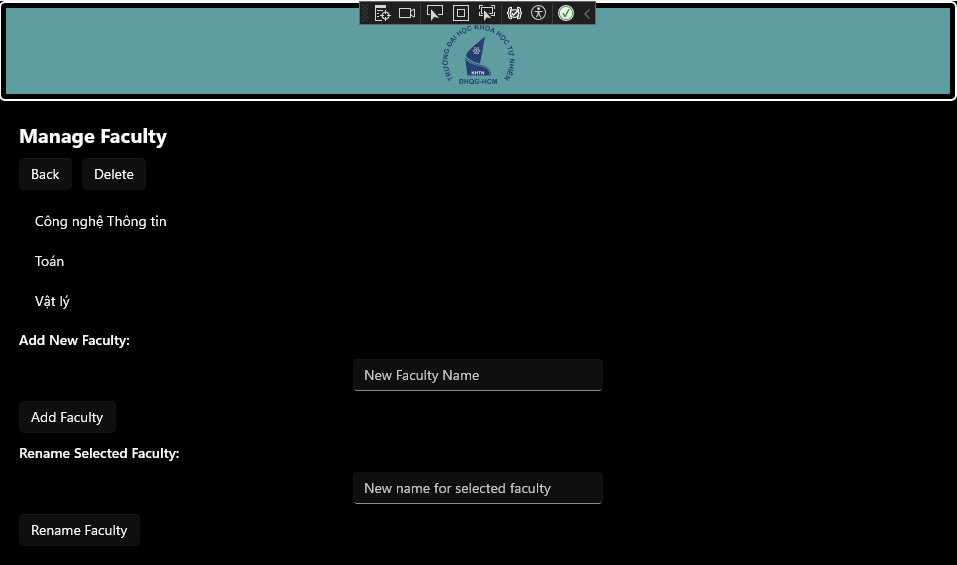 TRƯỜNG ĐẠI HỌC KHOA HỌC TỰ NHIÊN
KHTN
ĐHQG-HCM
Manage Faculty
Back
Delete
Công nghệ Thông tin
Toán
Vật lý
Add New Faculty:
New Faculty Name
Add Faculty
Rename Selected Faculty:
New name for selected faculty
Rename Faculty